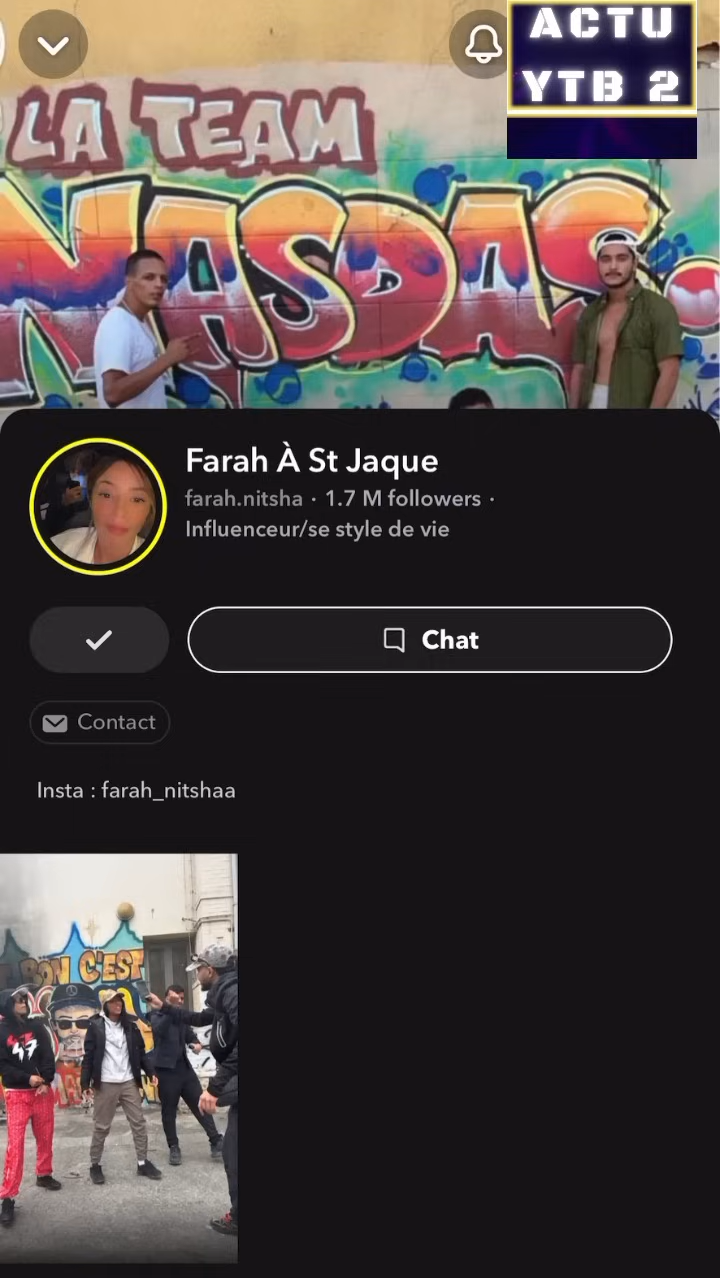 ACTU
YTB 2
LA TEAM
NASDAS
Farah À St Jaque
farah.nitsha · 1.7 M followers ·
Influenceur/se style de vie
Chat
Contact
Insta : farah_nitshaa
BON C'EST
47